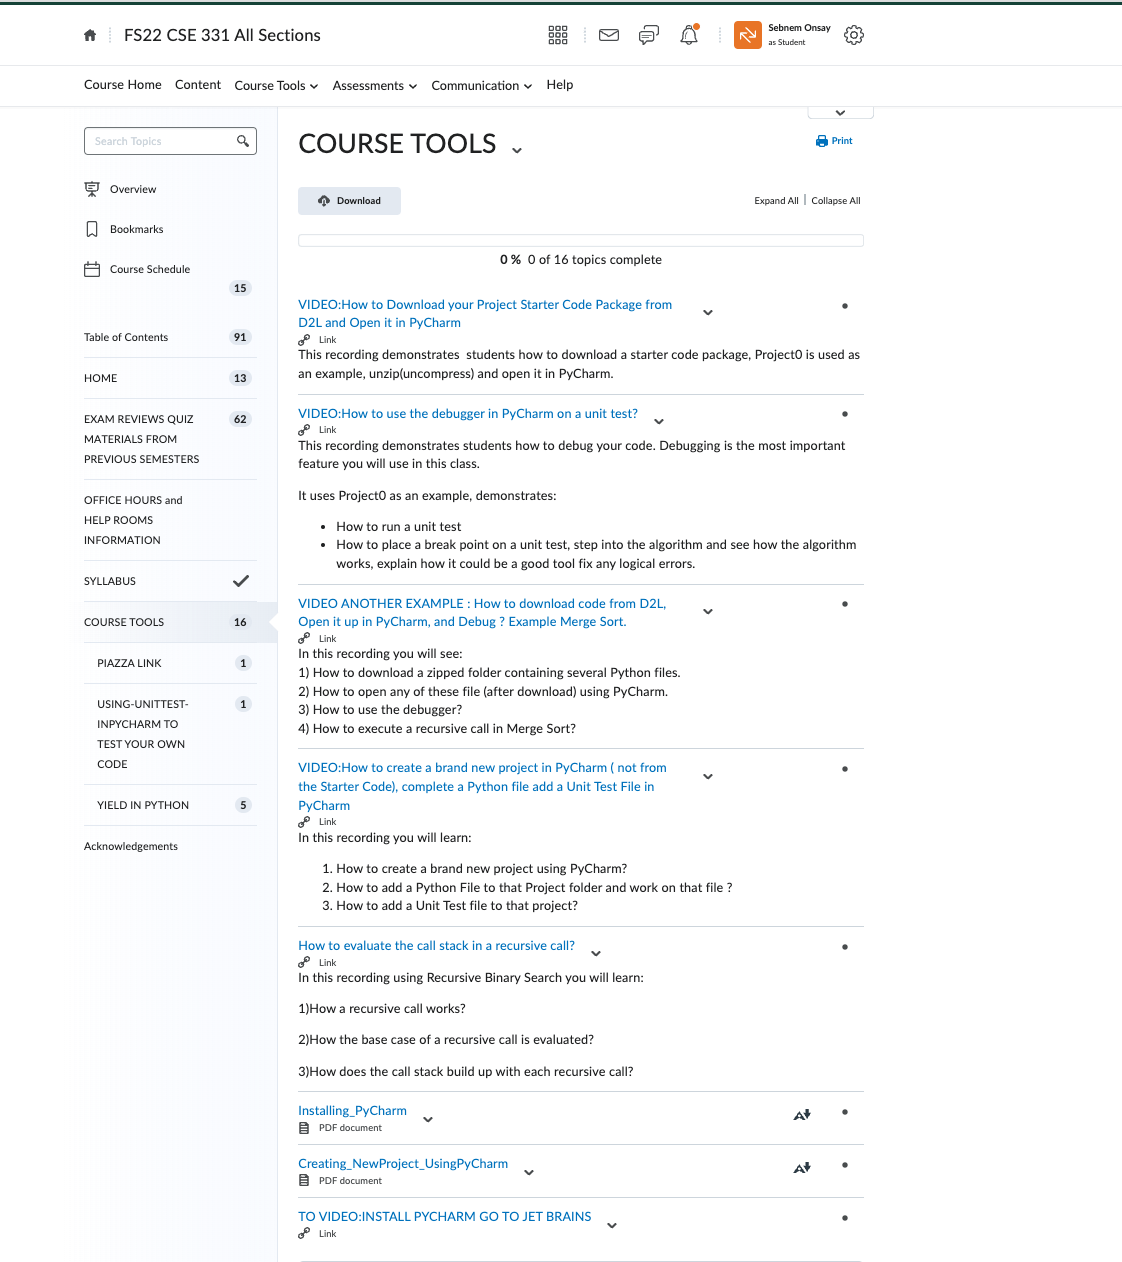 FS22 CSE 331 All Sections
Sebnem Onsay
as Student
Course Home Content Course Tools Assessments Communication Help
Search Topics
Overview
Bookmarks
Course Schedule
15
Table of Contents 91
HOME 13
EXAM REVIEWS QUIZ 62
MATERIALS FROM
PREVIOUS SEMESTERS
OFFICE HOURS and
HELP ROOMS
INFORMATION
SYLLABUS
COURSE TOOLS 16
PIAZZA LINK 1
USING-UNITTEST- 1
INPYCHARM TO
TEST YOUR OWN
CODE
YIELD IN PYTHON 5
Acknowledgements
COURSE TOOLS
Print
Download
Expand All | Collapse All
0 % 0 of 16 topics complete
VIDEO:How to Download your Project Starter Code Package from
D2L and Open it in PyCharm
Link
This recording demonstrates students how to download a starter code package, Project0 is used as
an example, unzip(uncompress) and open it in PyCharm.
VIDEO:How to use the debugger in PyCharm on a unit test?
Link
This recording demonstrates students how to debug your code. Debugging is the most important
feature you will use in this class.
It uses Project0 as an example, demonstrates:
• How to run a unit test
• How to place a break point on a unit test, step into the algorithm and see how the algorithm
works, explain how it could be a good tool fix any logical errors.
VIDEO ANOTHER EXAMPLE : How to download code from D2L,
Open it up in PyCharm, and Debug ? Example Merge Sort.
Link
In this recording you will see:
1) How to download a zipped folder containing several Python files.
2) How to open any of these file (after download) using PyCharm.
3) How to use the debugger?
4) How to execute a recursive call in Merge Sort?
VIDEO:How to create a brand new project in PyCharm ( not from
the Starter Code), complete a Python file add a Unit Test File in
PyCharm
Link
In this recording you will learn:
1. How to create a brand new project using PyCharm?
2. How to add a Python File to that Project folder and work on that file ?
3. How to add a Unit Test file to that project?
How to evaluate the call stack in a recursive call?
Link
In this recording using Recursive Binary Search you will learn:
1)How a recursive call works?
2)How the base case of a recursive call is evaluated?
3)How does the call stack build up with each recursive call?
Installing_PyCharm
PDF document
Creating_NewProject_UsingPyCharm
PDF document
TO VIDEO:INSTALL PYCHARM GO TO JET BRAINS
Link